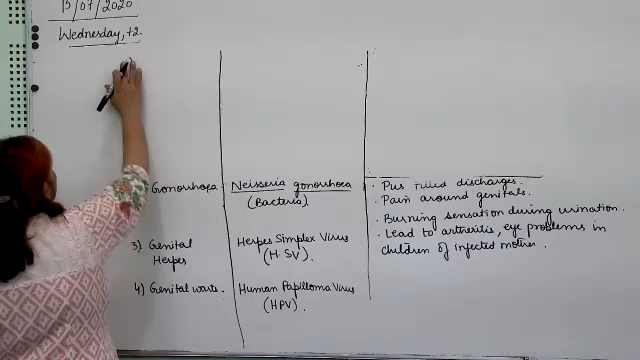 15/07/2020
Wednesday, +2.
Gonorrhoea
Neisseria gonorrhoea
(Bacteria)
• Pus filled discharges.
• Pain around genitals.
• Burning sensation during urination.
• Lead to artheritis, eye problems in
children of infected mother.
3) Genital
Herpes
Herpes Simplex Virus
(HSV).
4) Genital warts.
Human Papilloma Virus
(HPV).